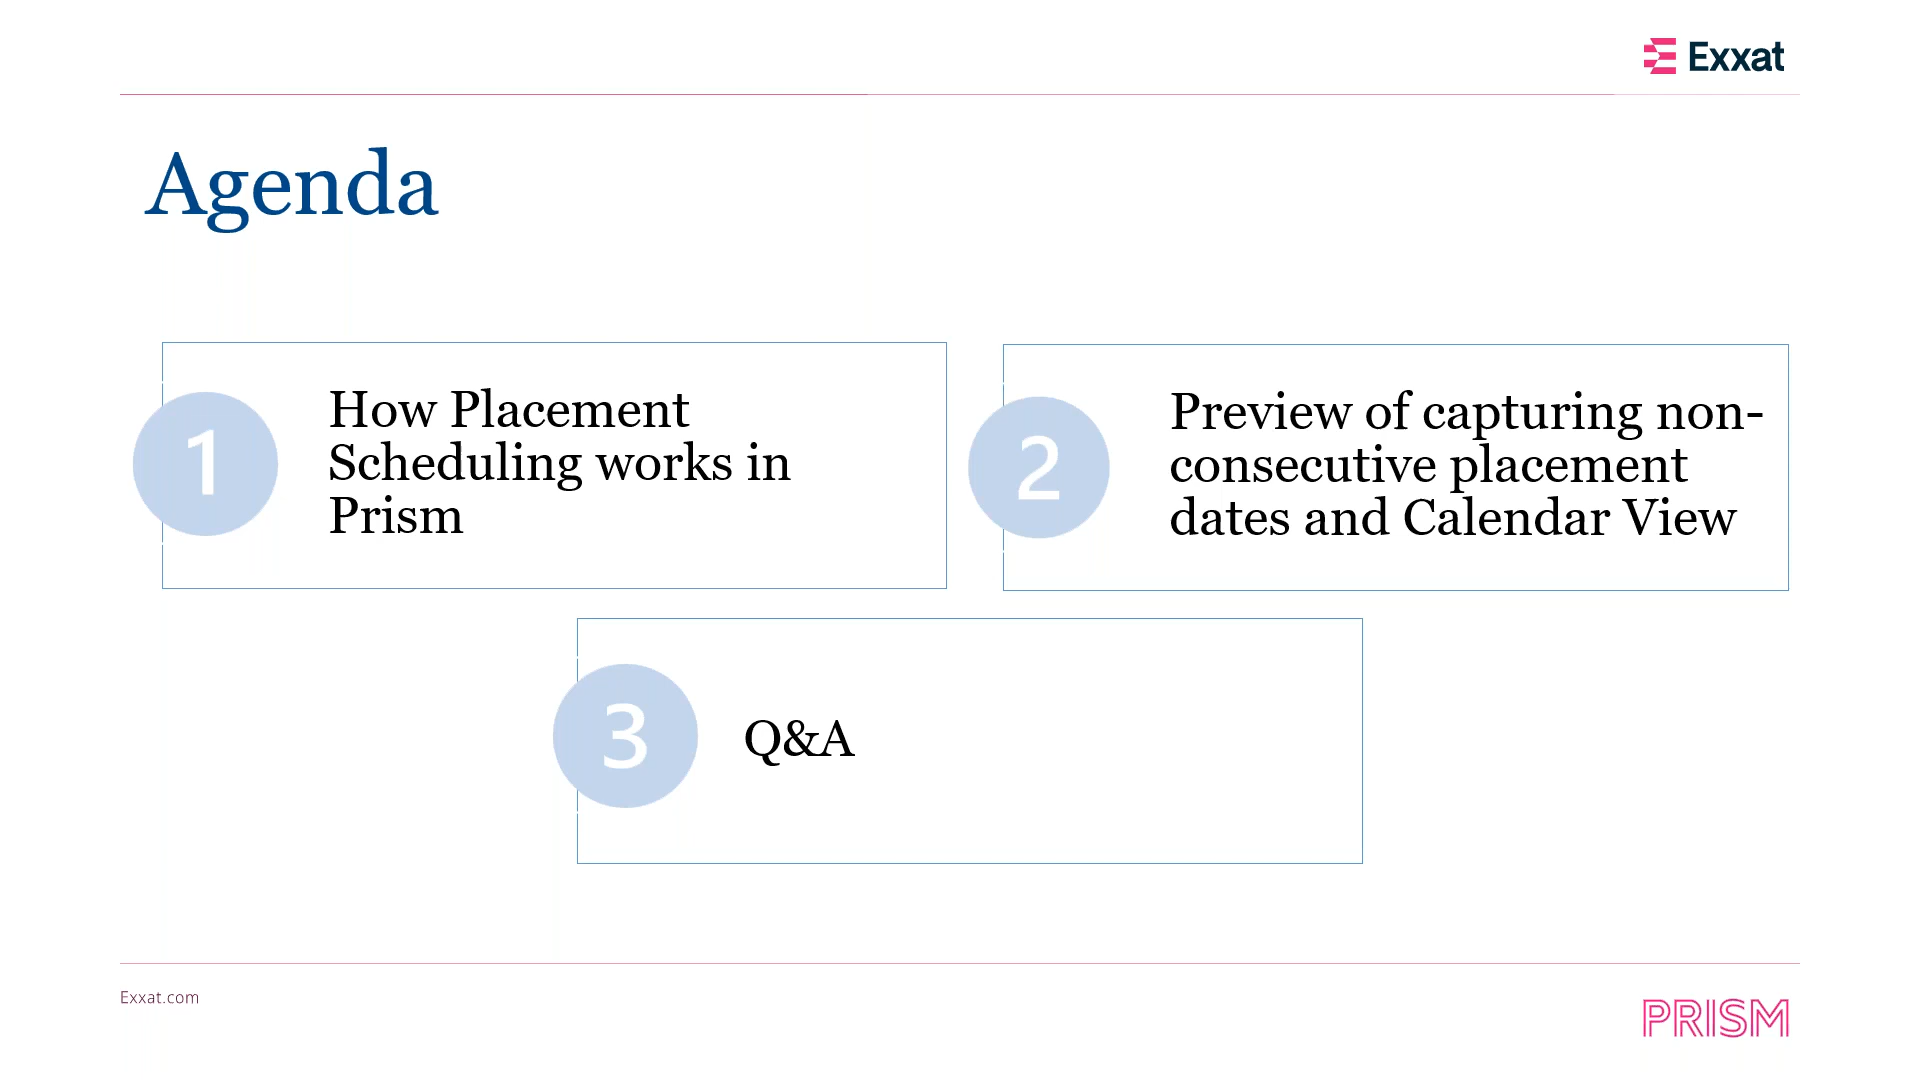 Exxat
Agenda
1
How Placement
Scheduling works in
Prism
2
Preview of capturing non-
consecutive placement
dates and Calendar View
3
Q&A
Exxat.com
PRISM